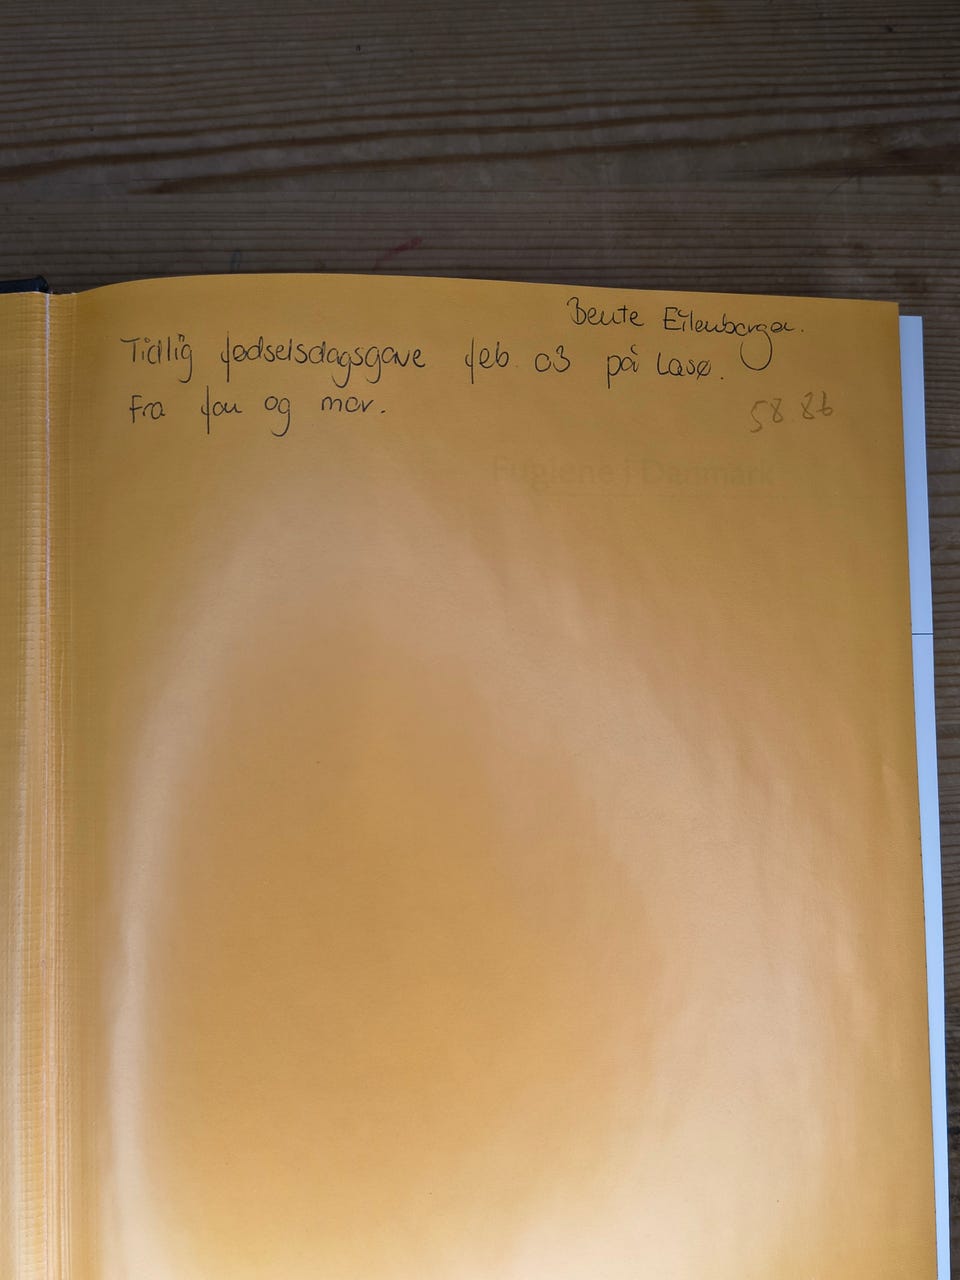 Bente Eilenberger.
Tidlig fødselsdagsgave feb. 03 på Læsø.
Fra far og mor.
58 86
Fuglene i Danmark